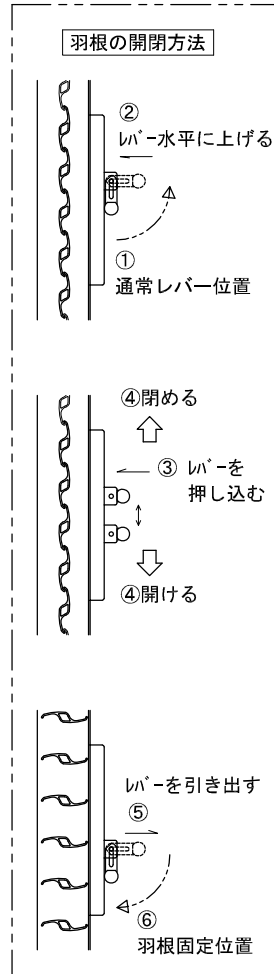 羽根の開閉方法
②
ﾚﾊﾞｰ水平に上げる
①
通常レバー位置
④閉める
③ ﾚﾊﾞｰを
押し込む
④開ける
ﾚﾊﾞｰを引き出す
⑤
⑥
羽根固定位置